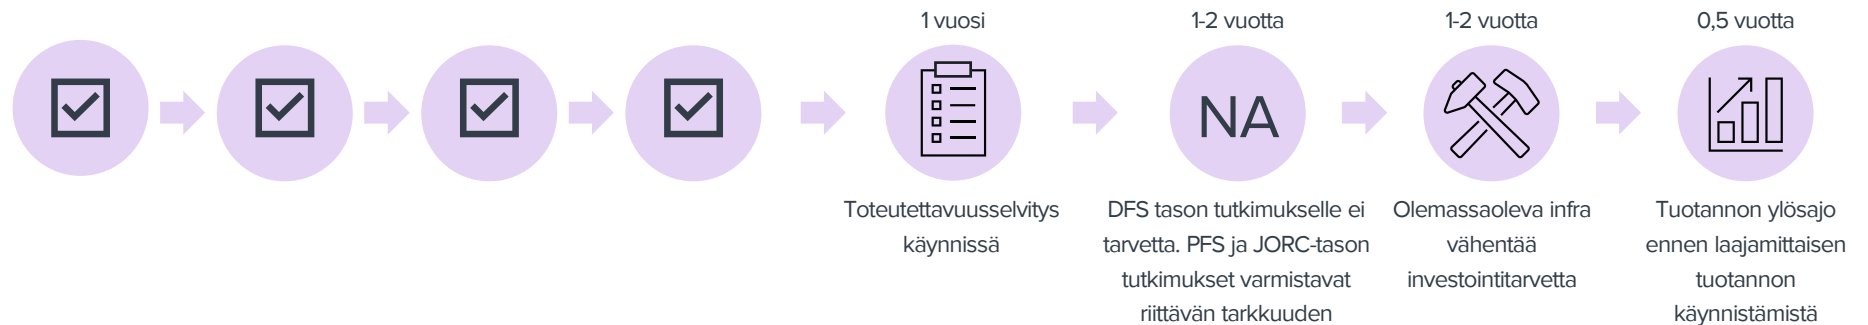 1 vuosi
1-2 vuotta
1-2 vuotta
0,5 vuotta
NA
Toteutettavuusselvitys
käynnissä
DFS tason tutkimukselle ei
tarvetta. PFS ja JORC-tason
tutkimukset varmistavat
riittävän tarkkuuden
Olemassaoleva infra
vähentää
investointitarvetta
Tuotannon ylösajo
ennen laajamittaisen
tuotannon
käynnistämistä